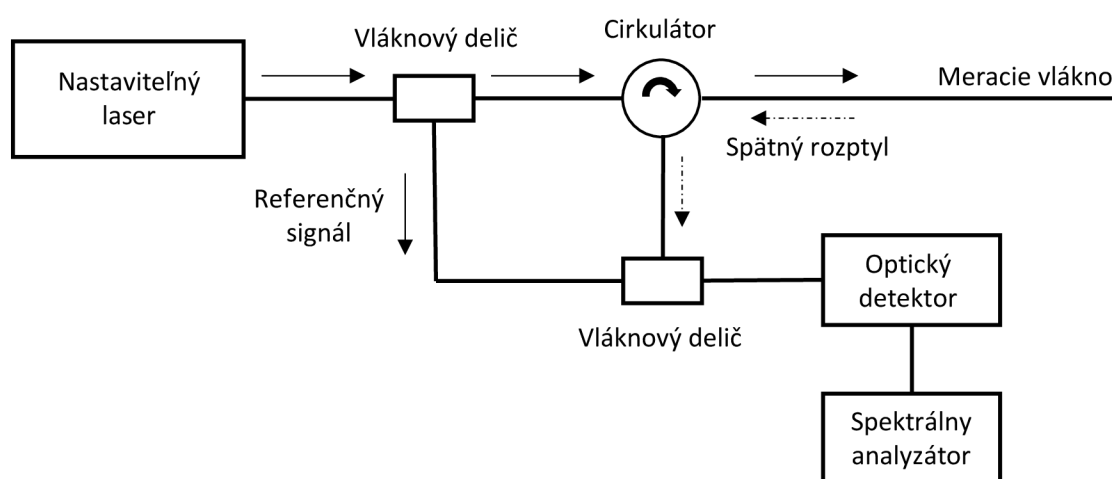 Nastaviteľný
laser
Vláknový delič
Cirkulátor
Meracie vlákno
Spätný rozptyl
Referenčný
signál
Vláknový delič
Optický
detektor
Spektrálny
analyzátor